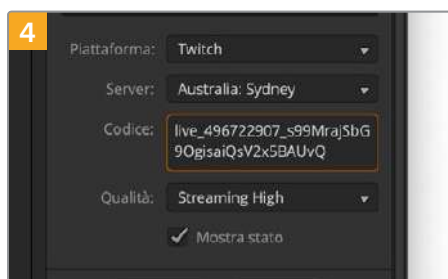 4
Piattaforma: Twitch
Server: Australia: Sydney
Codice: live_496722907_s99MrajSbG
9OgisaiQsV2x5BAUvQ
Qualità: Streaming High
Mostra stato